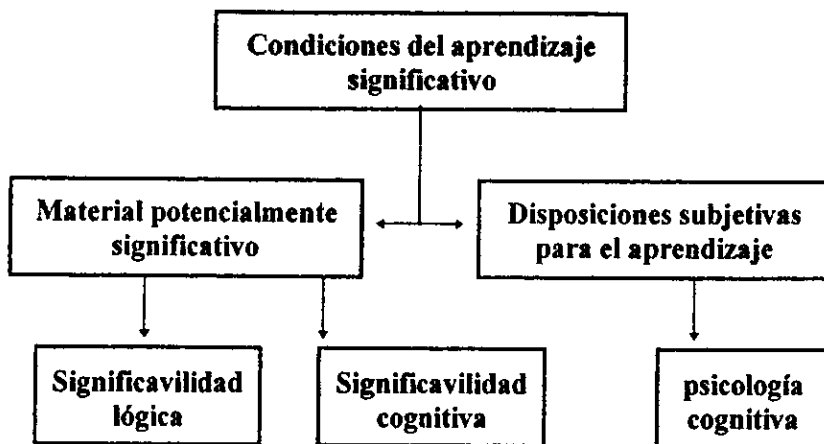 Condiciones del aprendizaje
significativo
Material potencialmente
significativo
Disposiciones subjetivas
para el aprendizaje
Significavilidad
lógica
Significavilidad
cognitiva
psicología
cognitiva